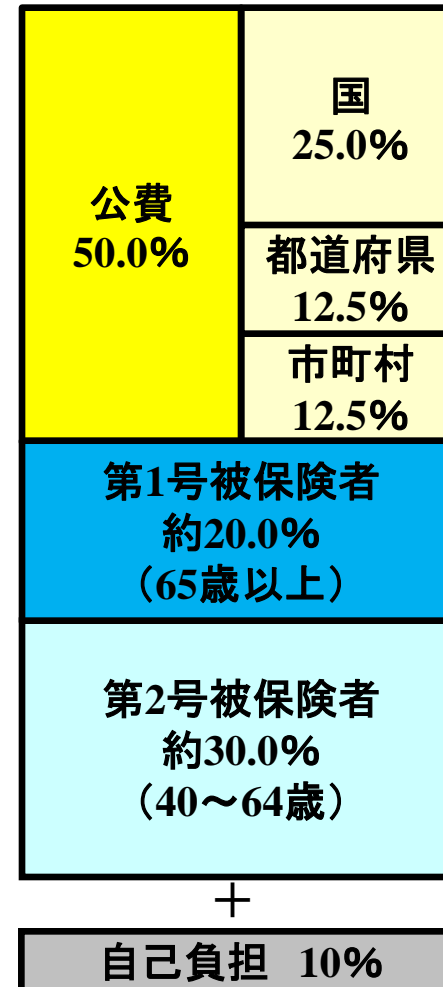 公費
50.0%
国
25.0%
都道府県
12.5%
市町村
12.5%
第1号被保険者
約20.0%
（65歳以上）
第2号被保険者
約30.0%
（40～64歳）
＋
自己負担 10%